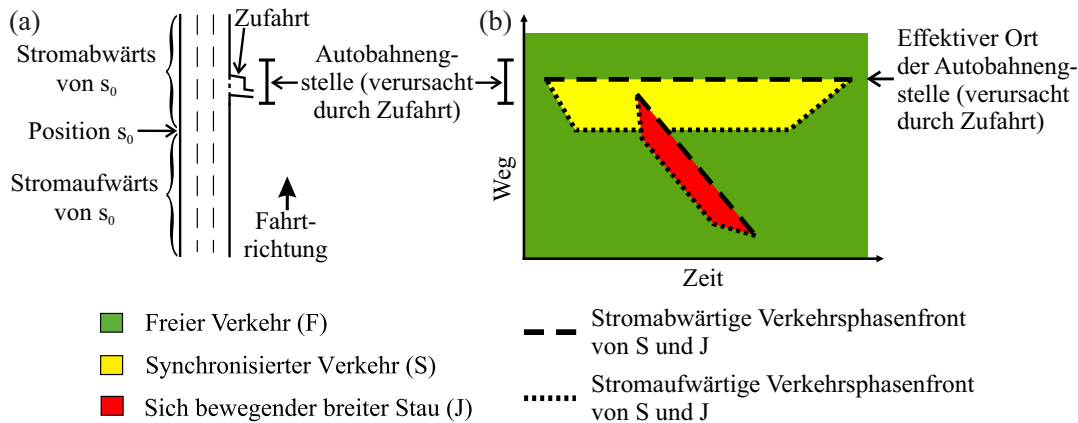 (a)
Zufahrt
Stromabwärts
von s₀
Position s₀
Stromaufwärts
von s₀
Fahrt-
richtung
Autobahneng-
stelle (verursacht
durch Zufahrt)
(b)
Weg
Zeit
Effektiver Ort
der Autobahneng-
stelle (verursacht
durch Zufahrt)
Freier Verkehr (F)
Synchronisierter Verkehr (S)
Sich bewegender breiter Stau (J)
Stromabwärtige Verkehrsphasenfront
von S und J
Stromaufwärtige Verkehrsphasenfront
von S und J